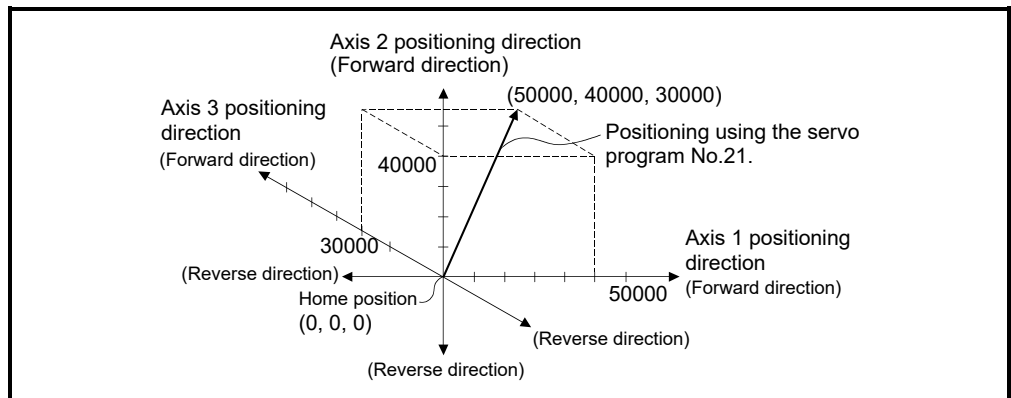 Axis 2 positioning direction
(Forward direction)
(50000, 40000, 30000)
Axis 3 positioning
direction
(Forward direction)
Positioning using the servo
program No.21.
40000
30000
Axis 1 positioning
direction
(Forward direction)
(Reverse direction)
50000
Home position
(0, 0, 0)
(Reverse direction)
(Reverse direction)